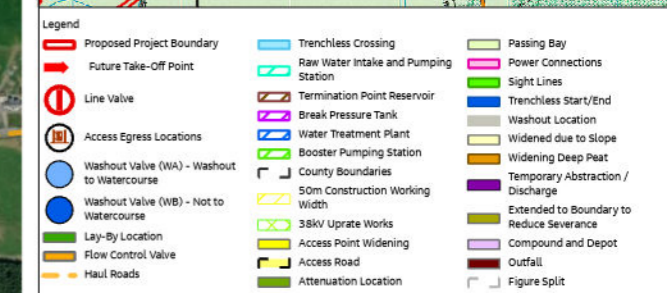 Legend
Proposed Project Boundary
Future Take-Off Point
Line Valve
Access Egress Locations
Washout Valve (WA) - Washout
to Watercourse
Washout Valve (WB) - Not to
Watercourse
Lay-By Location
Flow Control Valve
Haul Roads
Trenchless Crossing
Raw Water Intake and Pumping
Station
Termination Point Reservoir
Break Pressure Tank
Water Treatment Plant
Booster Pumping Station
County Boundaries
50m Construction Working
Width
38kV Uprate Works
Access Point Widening
Access Road
Attenuation Location
Passing Bay
Power Connections
Sight Lines
Trenchless Start/End
Washout Location
Widened due to Slope
Widening Deep Peat
Temporary Abstraction /
Discharge
Extended to Boundary to
Reduce Severance
Compound and Depot
Outfall
Figure Split